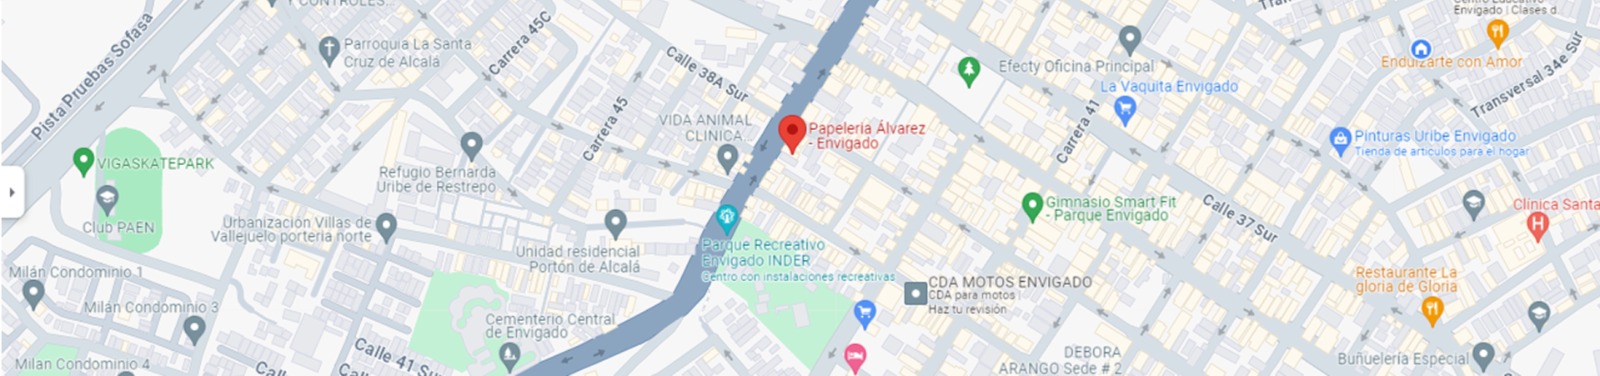 Y CONTROLES...
Parroquia La Santa
Cruz de Alcalá
Carrera 45C
Pista Pruebas Sofasa
Calle 38A Sur
Carrera 45
VIDA ANIMAL
CLINICA...
Papelería Álvarez
- Envigado
Efecty Oficina Principal
La Vaquita Envigado
Carrera 41
Envigado | Clases d
Endulzarte con Amor
Transversal 34e Sur
Pinturas Uribe Envigado
Tienda de artículos para el hogar
VIGASKATEPARK
Club PAEN
Refugio Bernarda
Uribe de Restrepo
Urbanización Villas de
Vallejuelo porteria norte
Unidad residencial
Portón de Alcalá
Parque Recreativo
Envigado INDER
Centro con instalaciones recreativas
Gimnasio Smart Fit
- Parque Envigado
Calle 37 Sur
Clínica Santa
Milán Condominio 1
Milan Condominio 3
Milan Condominio 4
Cementerio Central
de Envigado
Calle 41 Sur
CDA MOTOS ENVIGADO
CDA para motos
Haz tu revisión
DEBORA
ARANGO Sede # 2
Restaurante La
gloria de Gloria
Buñuelería Especial